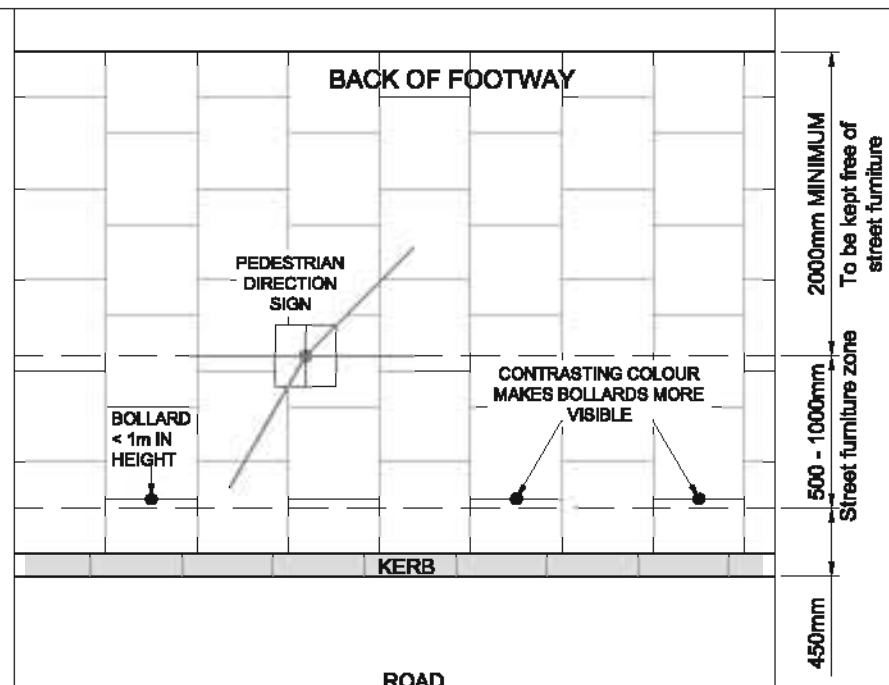 BACK OF FOOTWAY
PEDESTRIAN
DIRECTION
SIGN
CONTRASTING COLOUR
MAKES BOLLARDS MORE
VISIBLE
BOLLARD
< 1m IN
HEIGHT
KERB
ROAD
2000mm MINIMUM
To be kept free of
street furniture
500 - 1000mm
Street furniture zone
450mm